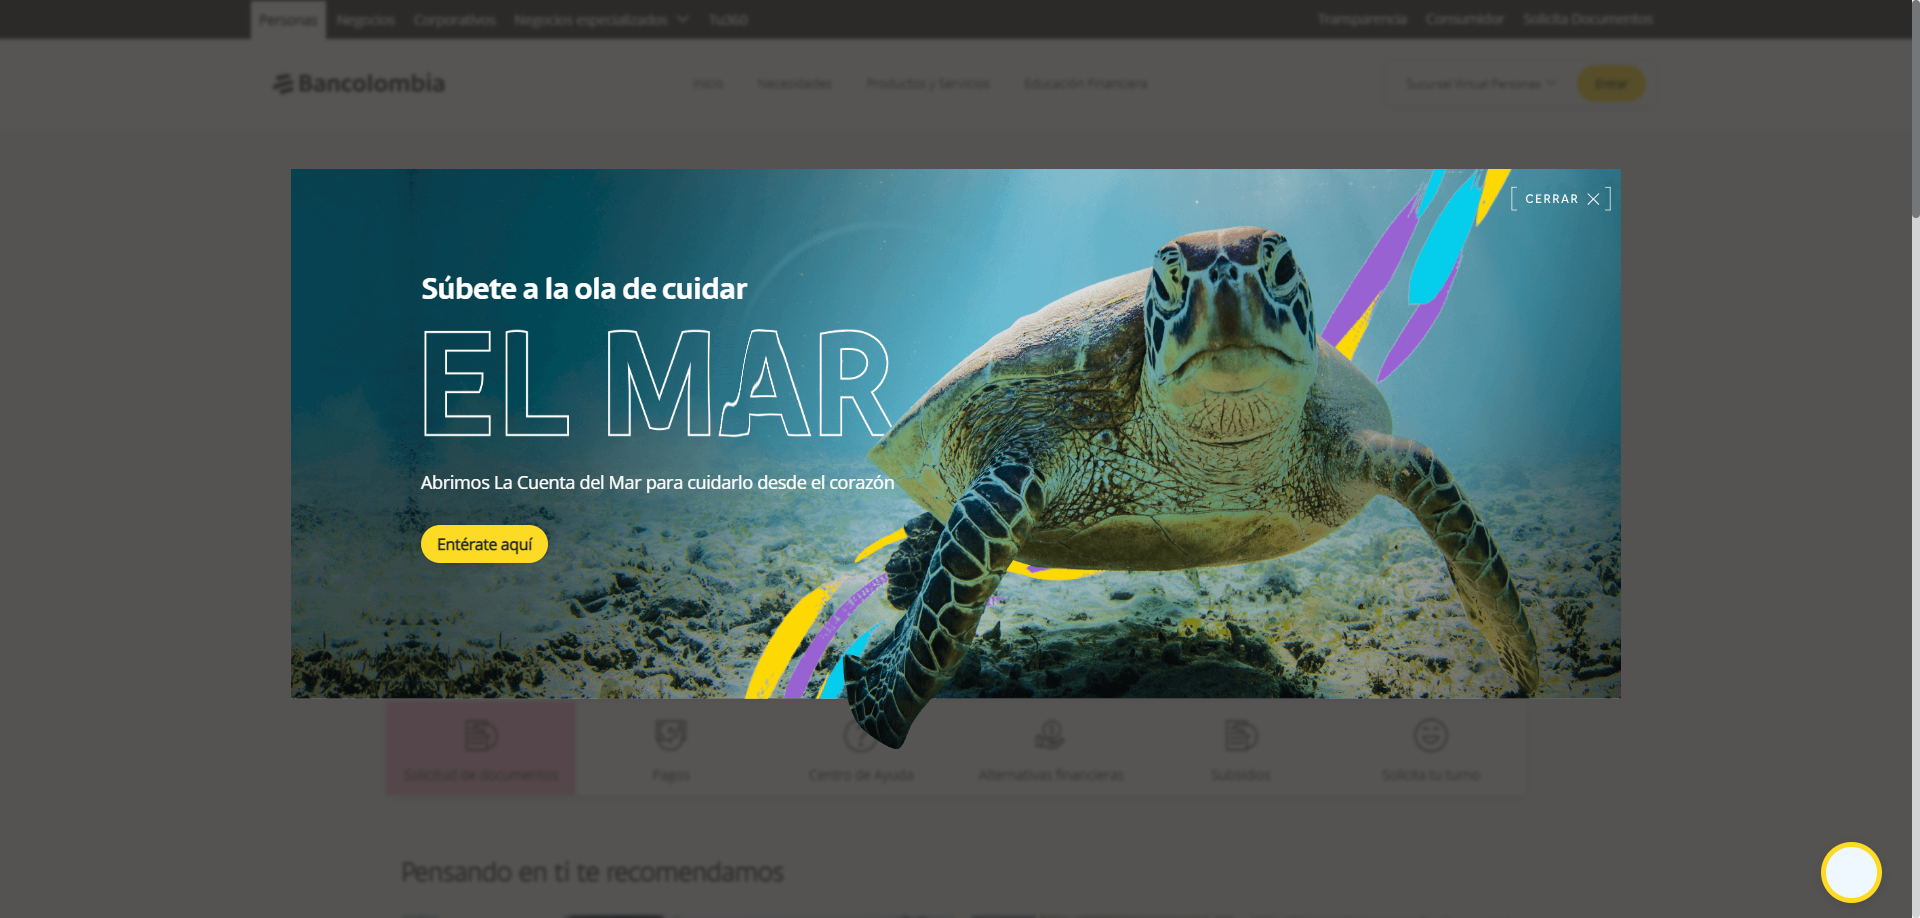 Personas Negocios Corporativos Negocios especializados Tu360 Transparencia Consumidor Solicita Documentos
Bancolombia Inicio Necesidades Productos y Servicios Educación Financiera Sucursal Virtual Personas Entrar
CERRAR
Súbete a la ola de cuidar
EL MAR
Abrimos La Cuenta del Mar para cuidarlo desde el corazón
Entérate aquí
Solicitud de documentos Pagos Centro de Ayuda Alternativas financieras Subsidios Solicita tu turno
Pensando en ti te recomendamos